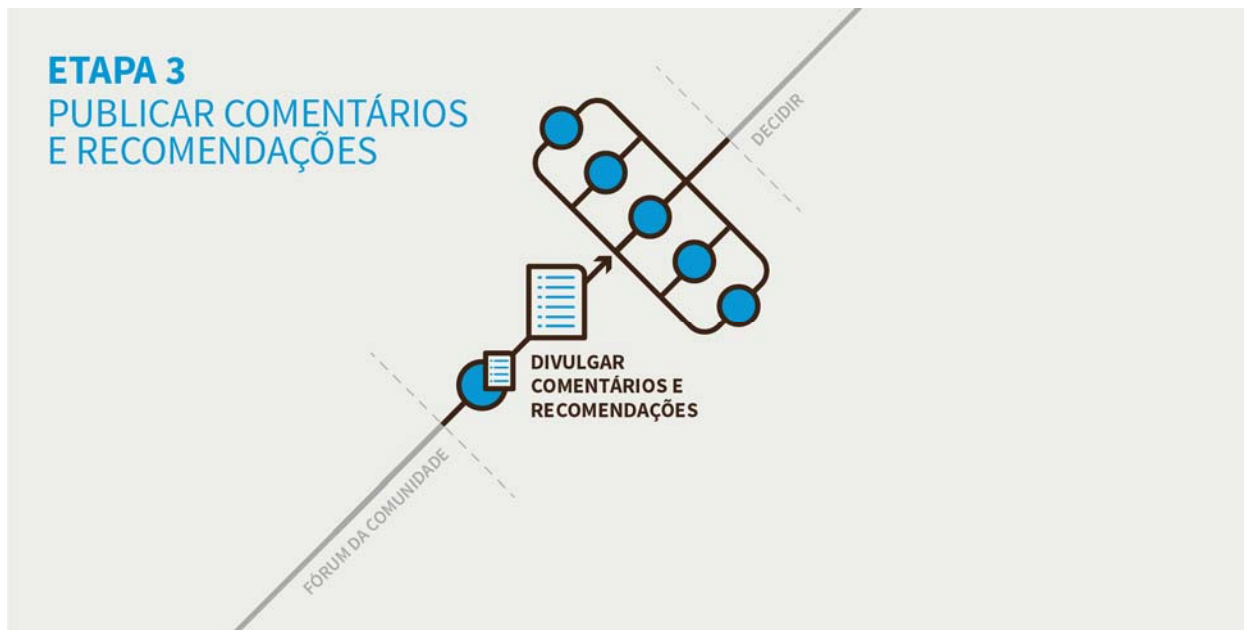 ETAPA 3
PUBLICAR COMENTÁRIOS
E RECOMENDAÇÕES
DECIDIR
DIVULGAR
COMENTÁRIOS E
RECOMENDAÇÕES
FÓRUM DA COMUNIDADE